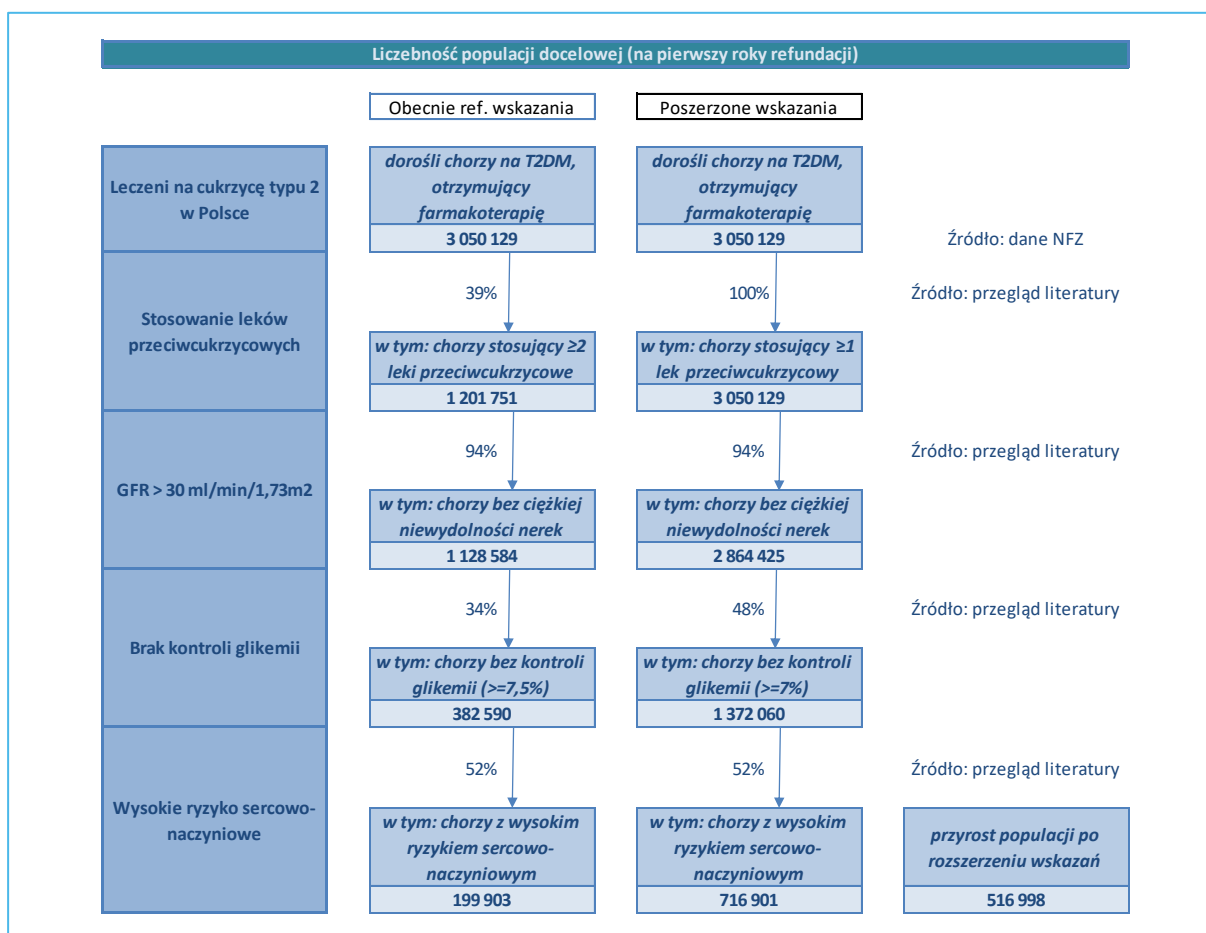 Liczebność populacji docelowej (na pierwszy roky refundacji)
Obecnie ref. wskazania
Poszerzone wskazania
Leczeni na cukrzycę typu 2
w Polsce
dorośli chorzy na T2DM,
otrzymujący
farmakoterapię
3 050 129
dorośli chorzy na T2DM,
otrzymujący
farmakoterapię
3 050 129
Źródło: dane NFZ
39%
100%
Źródło: przegląd literatury
Stosowanie leków
przeciwcukrzycowych
w tym: chorzy stosujący ≥2
leki przeciwcukrzycowe
1 201 751
w tym: chorzy stosujący ≥1
lek przeciwcukrzycowy
3 050 129
94%
94%
Źródło: przegląd literatury
GFR > 30 ml/min/1,73m2
w tym: chorzy bez ciężkiej
niewydolności nerek
1 128 584
w tym: chorzy bez ciężkiej
niewydolności nerek
2 864 425
34%
48%
Źródło: przegląd literatury
Brak kontroli glikemii
w tym: chorzy bez kontroli
glikemii (>=7,5%)
382 590
w tym: chorzy bez kontroli
glikemii (>=7%)
1 372 060
52%
52%
Źródło: przegląd literatury
Wysokie ryzyko sercowo-
naczyniowe
w tym: chorzy z wysokim
ryzykiem sercowo-
naczyniowym
199 903
w tym: chorzy z wysokim
ryzykiem sercowo-
naczyniowym
716 901
przyrost populacji po
rozszerzeniu wskazań
516 998